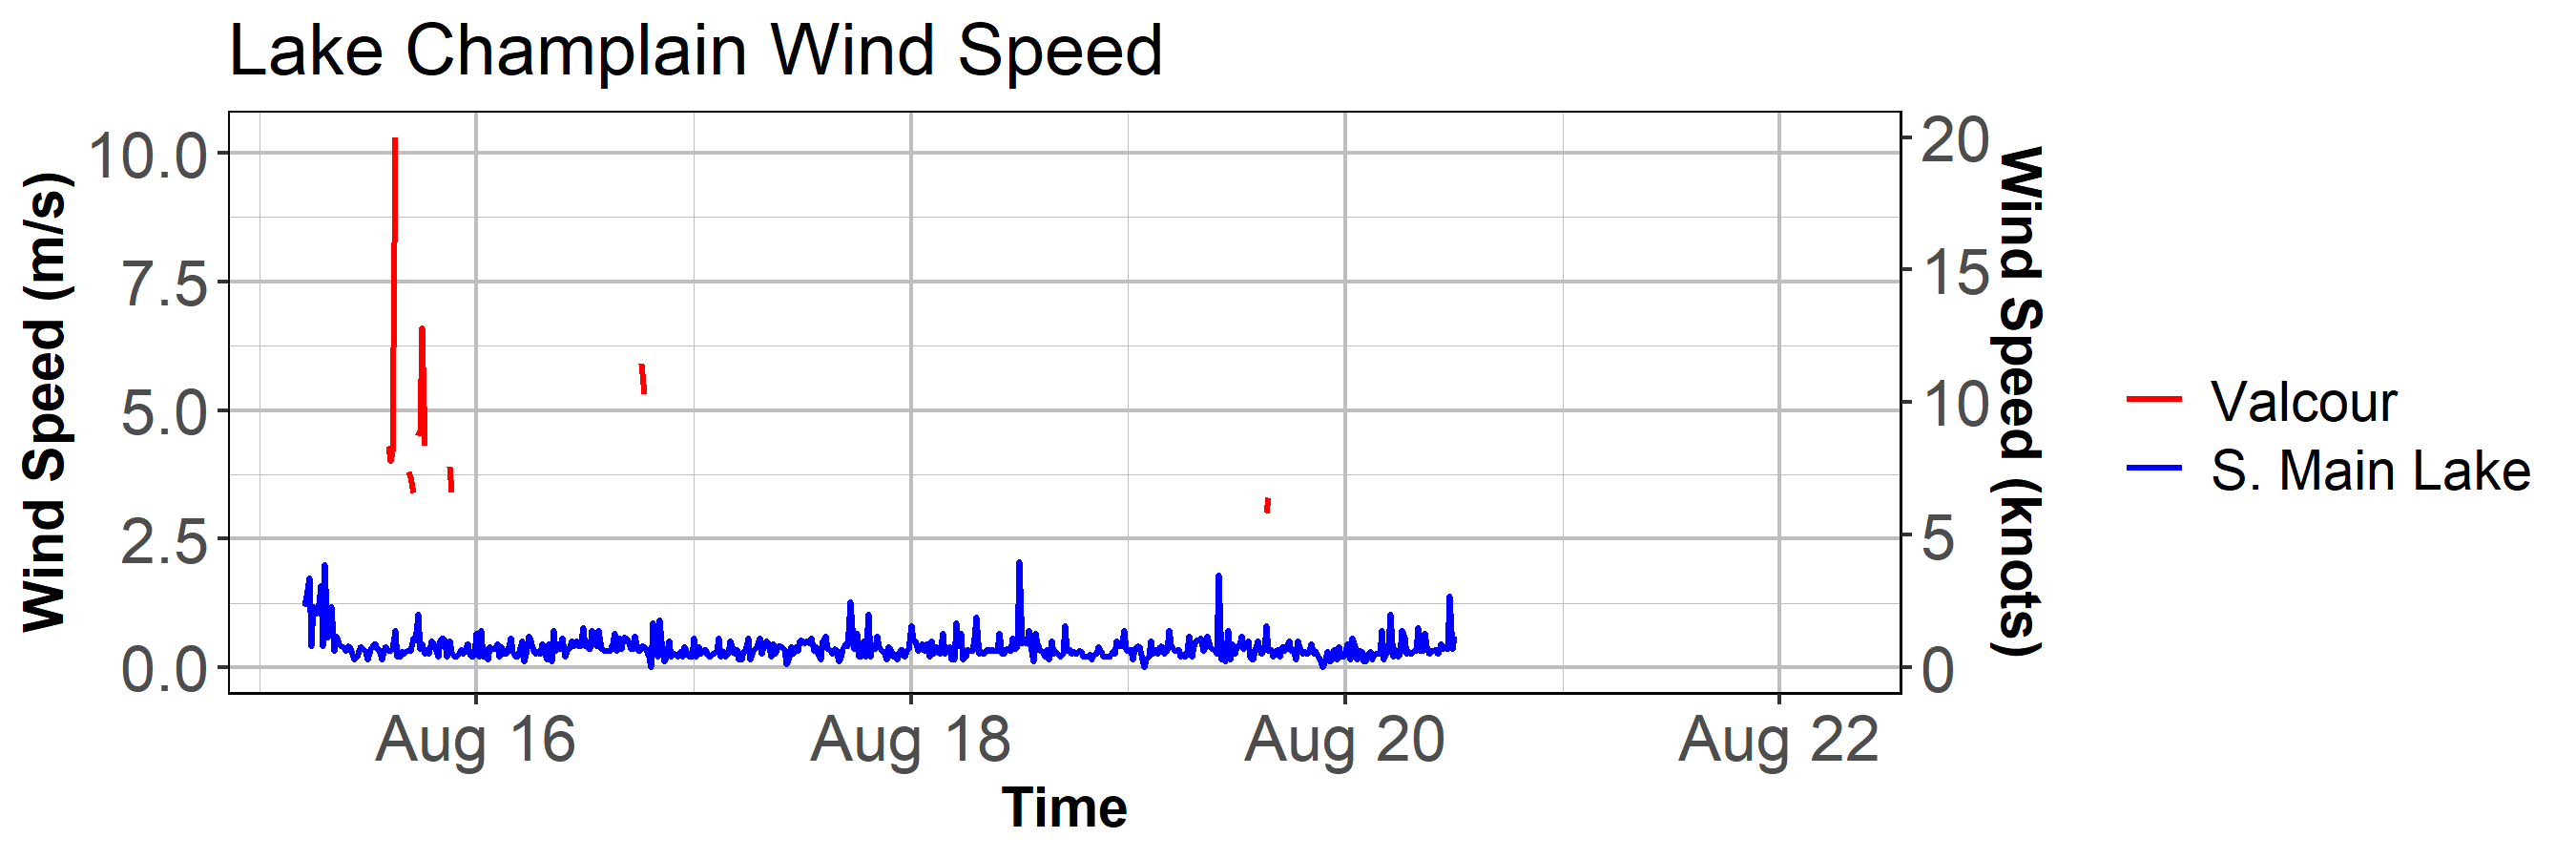 Lake Champlain Wind Speed
Wind Speed (m/s)
10.0
7.5
5.0
2.5
0.0
20
15
10
5
0
Wind Speed (knots)
Aug 16
Aug 18
Aug 20
Aug 22
Time
Valcour
S. Main Lake